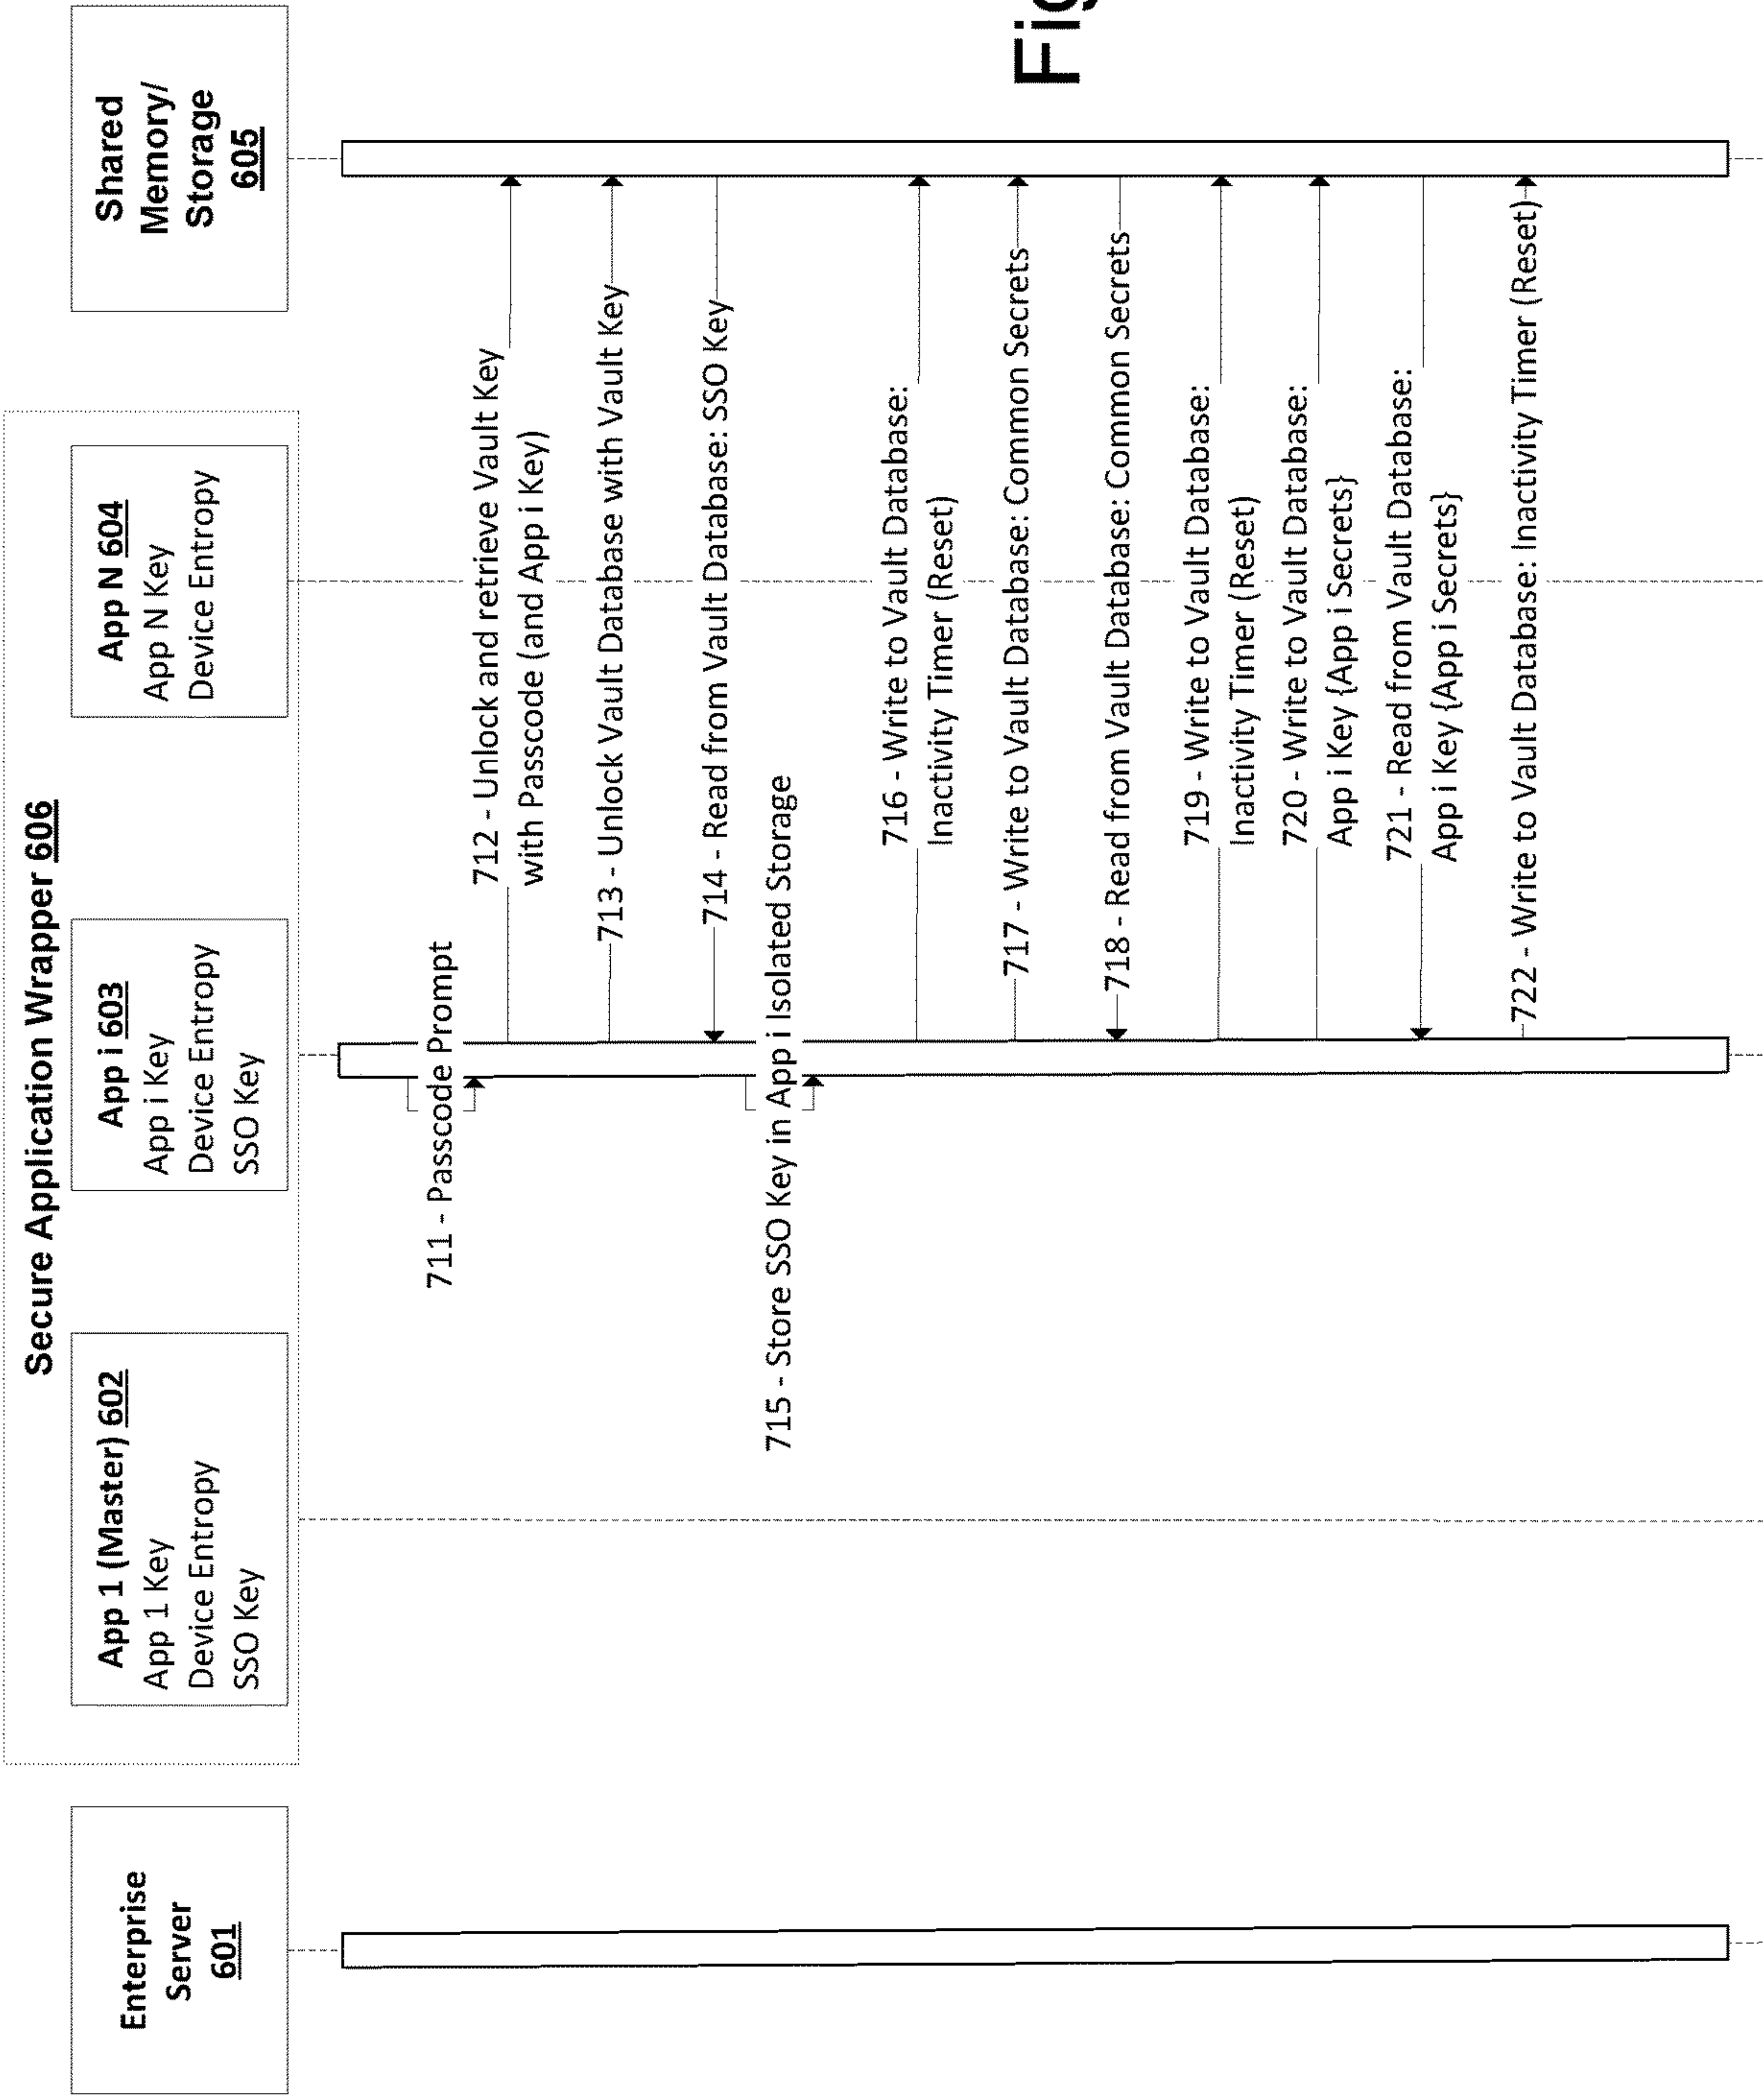 Secure Application Wrapper 606
Enterprise
Server
601
App 1 (Master) 602
App 1 Key
Device Entropy
SSO Key
App i 603
App i Key
Device Entropy
SSO Key
App N 604
App N Key
Device Entropy
Shared
Memory/
Storage
605
711 - Passcode Prompt
712 - Unlock and retrieve Vault Key
with Passcode (and App i Key)
713 - Unlock Vault Database with Vault Key
714 - Read from Vault Database: SSO Key
715 - Store SSO Key in App i Isolated Storage
716 - Write to Vault Database:
Inactivity Timer (Reset)
717 - Write to Vault Database: Common Secrets
718 - Read from Vault Database: Common Secrets
719 - Write to Vault Database:
Inactivity Timer (Reset)
720 - Write to Vault Database:
App i Key {App i Secrets}
721 - Read from Vault Database:
App i Key {App i Secrets}
722 - Write to Vault Database: Inactivity Timer (Reset)